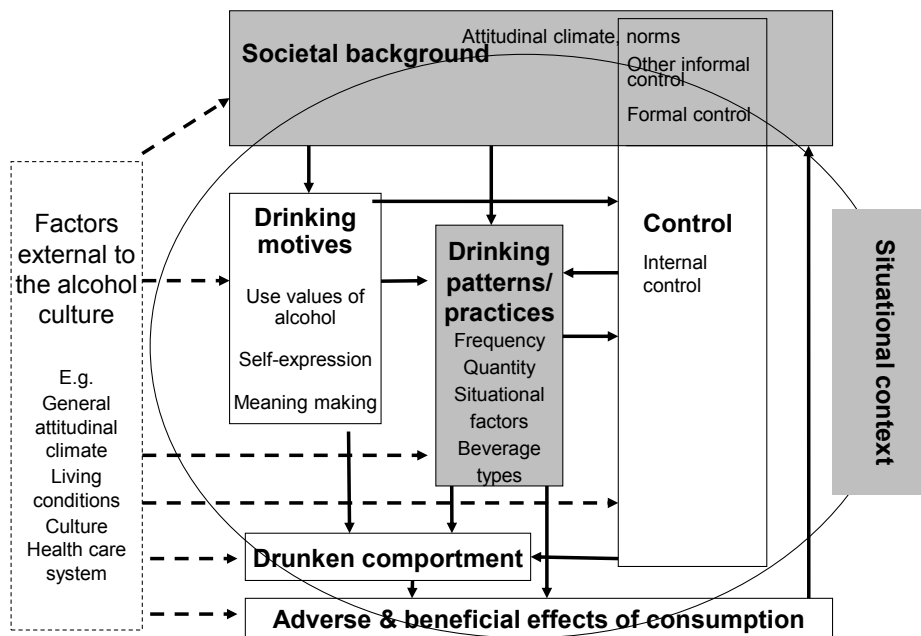 Societal background
Attitudinal climate, norms
Other informal
control
Formal control
Factors
external to
the alcohol
culture
E.g.
General
attitudinal
climate
Living
conditions
Culture
Health care
system
Drinking
motives
Use values of
alcohol
Self-expression
Meaning making
Drinking
patterns/
practices
Frequency
Quantity
Situational
factors
Beverage
types
Control
Internal
control
Situational context
Drunken comportment
Adverse & beneficial effects of consumption